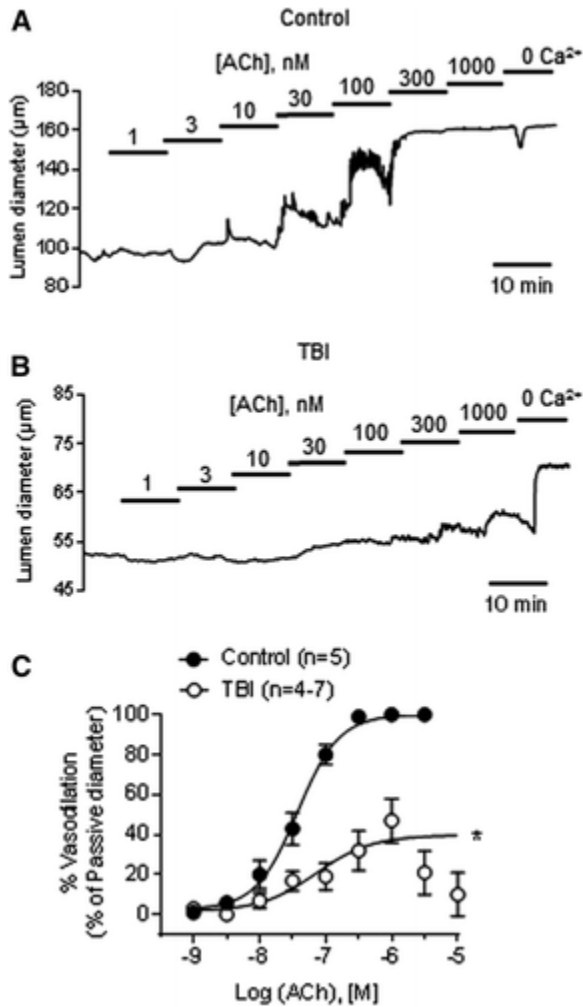 A
Control
[ACh], nM
1 3 10 30 100 300 1000 0 Ca²⁺
Lumen diameter (µm)
180
160
140
120
100
80
10 min
B
TBI
[ACh], nM
1 3 10 30 100 300 1000 0 Ca²⁺
Lumen diameter (µm)
85
75
65
55
45
10 min
C
Control (n=5)
TBI (n=4-7)
% Vasodilation
(% of Passive diameter)
100
80
60
40
20
0
*
-9 -8 -7 -6 -5
Log (ACh), [M]